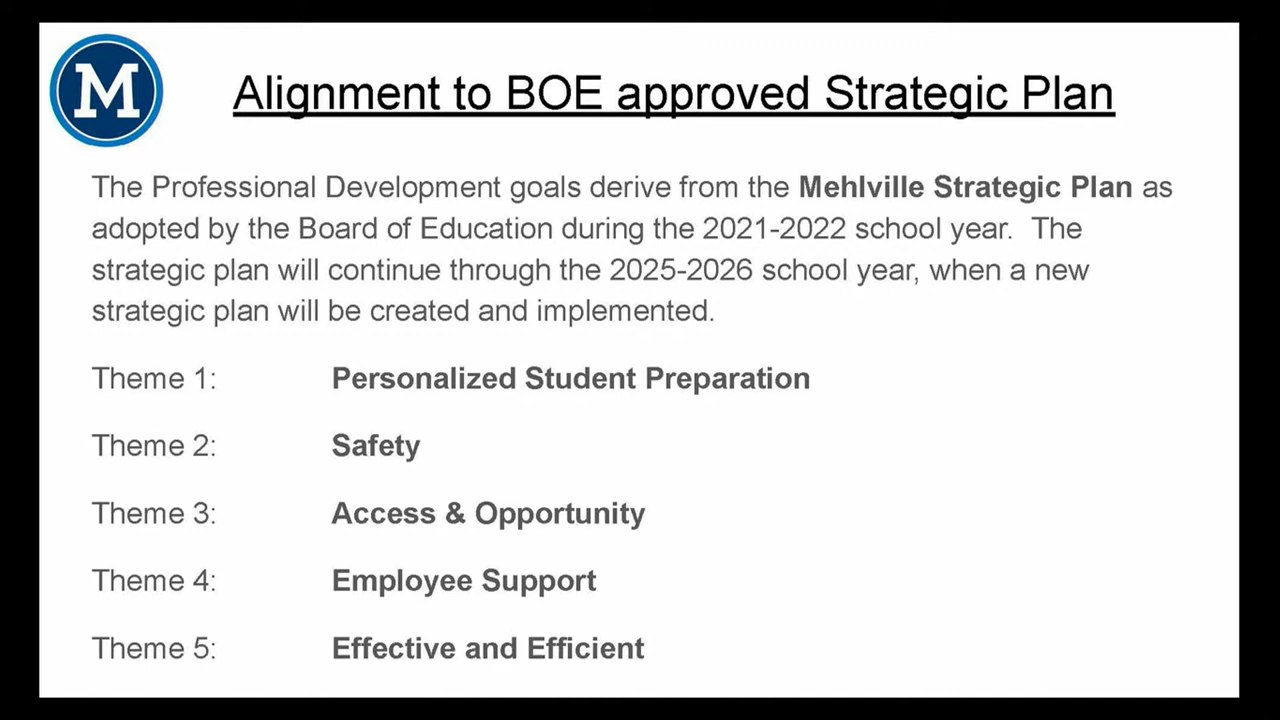 M
Alignment to BOE approved Strategic Plan
The Professional Development goals derive from the Mehlville Strategic Plan as
adopted by the Board of Education during the 2021-2022 school year.  The
strategic plan will continue through the 2025-2026 school year, when a new
strategic plan will be created and implemented.
Theme 1: Personalized Student Preparation
Theme 2: Safety
Theme 3: Access & Opportunity
Theme 4: Employee Support
Theme 5: Effective and Efficient